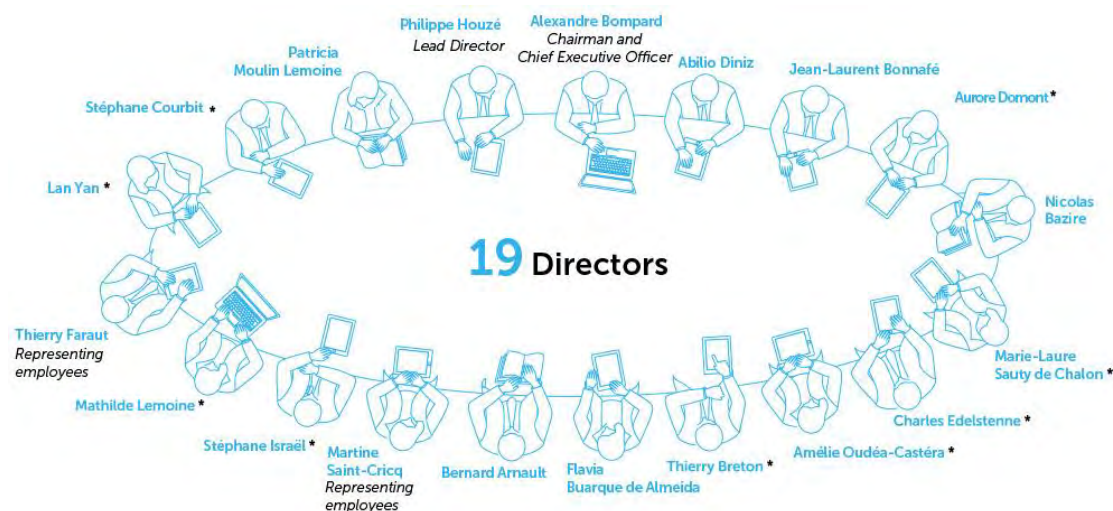 Philippe Houzé
Lead Director
Alexandre Bompard
Chairman and
Chief Executive Officer
Patricia
Moulin Lemoine
Abilio Diniz
Jean-Laurent Bonnafé
Stéphane Courbit *
Aurore Domont *
Lan Yan *
Nicolas
Bazire
19 Directors
Thierry Faraut
Representing
employees
Marie-Laure
Sauty de Chalon *
Mathilde Lemoine *
Charles Edelstenne *
Stéphane Israël *
Amélie Oudéa-Castéra *
Martine
Saint-Cricq
Representing
employees
Bernard Arnault
Flavia
Buarque de Almeida
Thierry Breton *